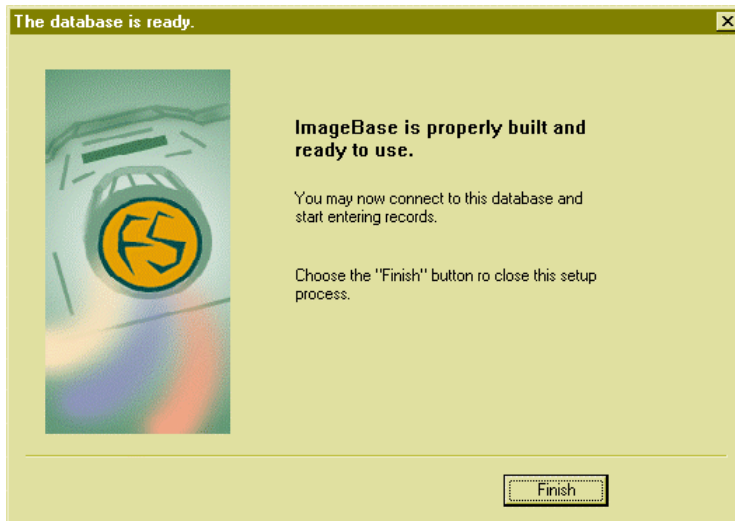 The database is ready.
ImageBase is properly built and
ready to use.
You may now connect to this database and
start entering records.
Choose the "Finish" button ro close this setup
process.
FS
Finish